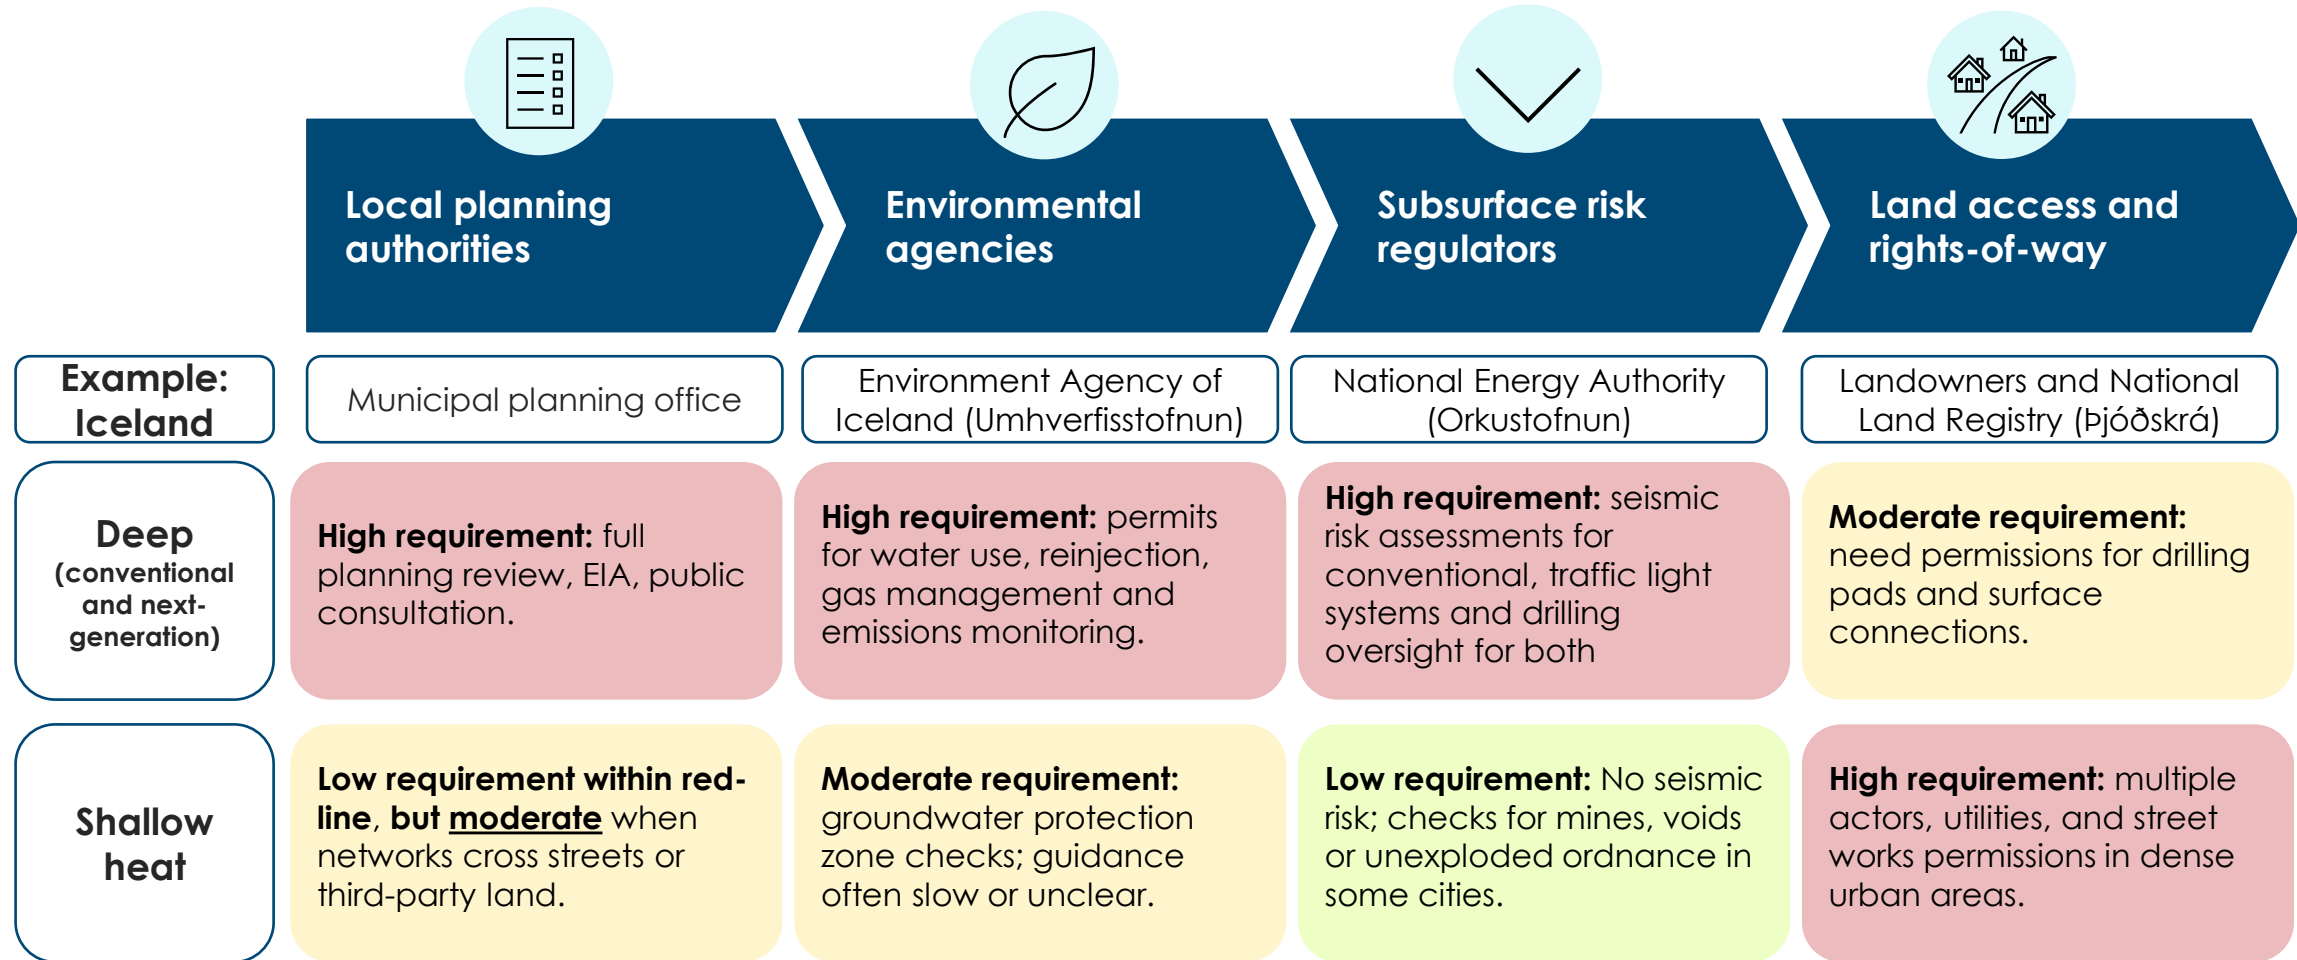 Local planning
authorities
Environmental
agencies
Subsurface risk
regulators
Land access and
rights-of-way
Example:
Iceland
Municipal planning office
Environment Agency of
Iceland (Umhverfisstofnun)
National Energy Authority
(Orkustofnun)
Landowners and National
Land Registry (Þjóðskrá)
Deep
(conventional
and next-
generation)
High requirement: full
planning review, EIA, public
consultation.
High requirement: permits
for water use, reinjection,
gas management and
emissions monitoring.
High requirement: seismic
risk assessments for
conventional, traffic light
systems and drilling
oversight for both
Moderate requirement:
need permissions for drilling
pads and surface
connections.
Shallow
heat
Low requirement within red-
line, but moderate when
networks cross streets or
third-party land.
Moderate requirement:
groundwater protection
zone checks; guidance
often slow or unclear.
Low requirement: No seismic
risk; checks for mines, voids
or unexploded ordnance in
some cities.
High requirement: multiple
actors, utilities, and street
works permissions in dense
urban areas.